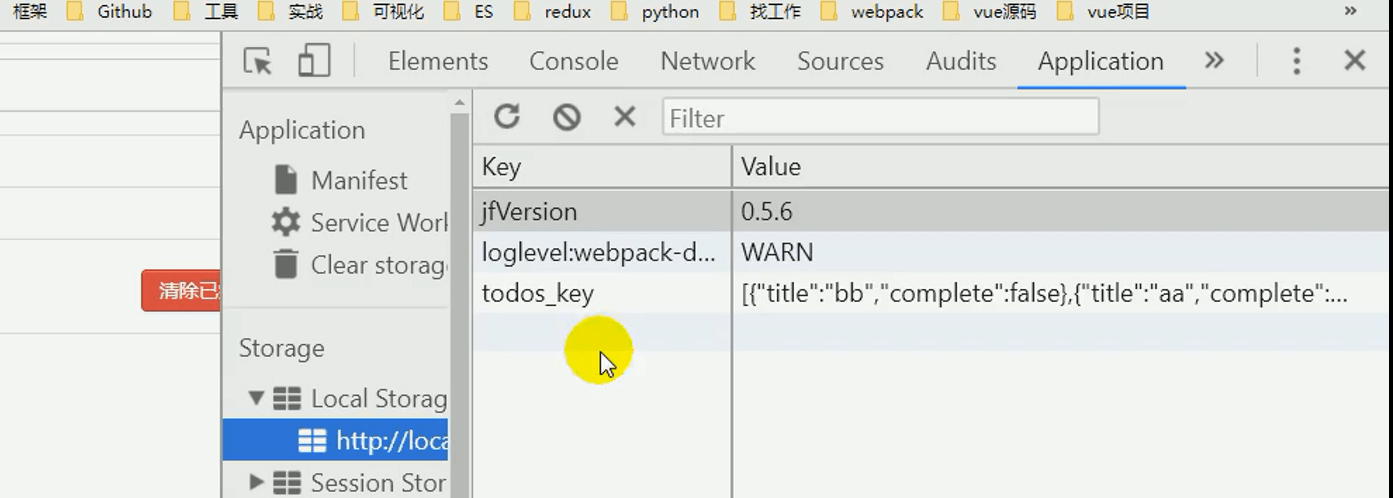 框架 Github 工具 实战 可视化 ES redux python 找工作 webpack vue源码 vue项目 »
Elements Console Network Sources Audits Application »
Application
Manifest
Service Work
Clear storag
Storage
Local Storag
http://loca
Session Stor
Filter
Key Value
jfVersion 0.5.6
loglevel:webpack-d... WARN
todos_key [{"title":"bb","complete":false},{"title":"aa","complete":...
清除已